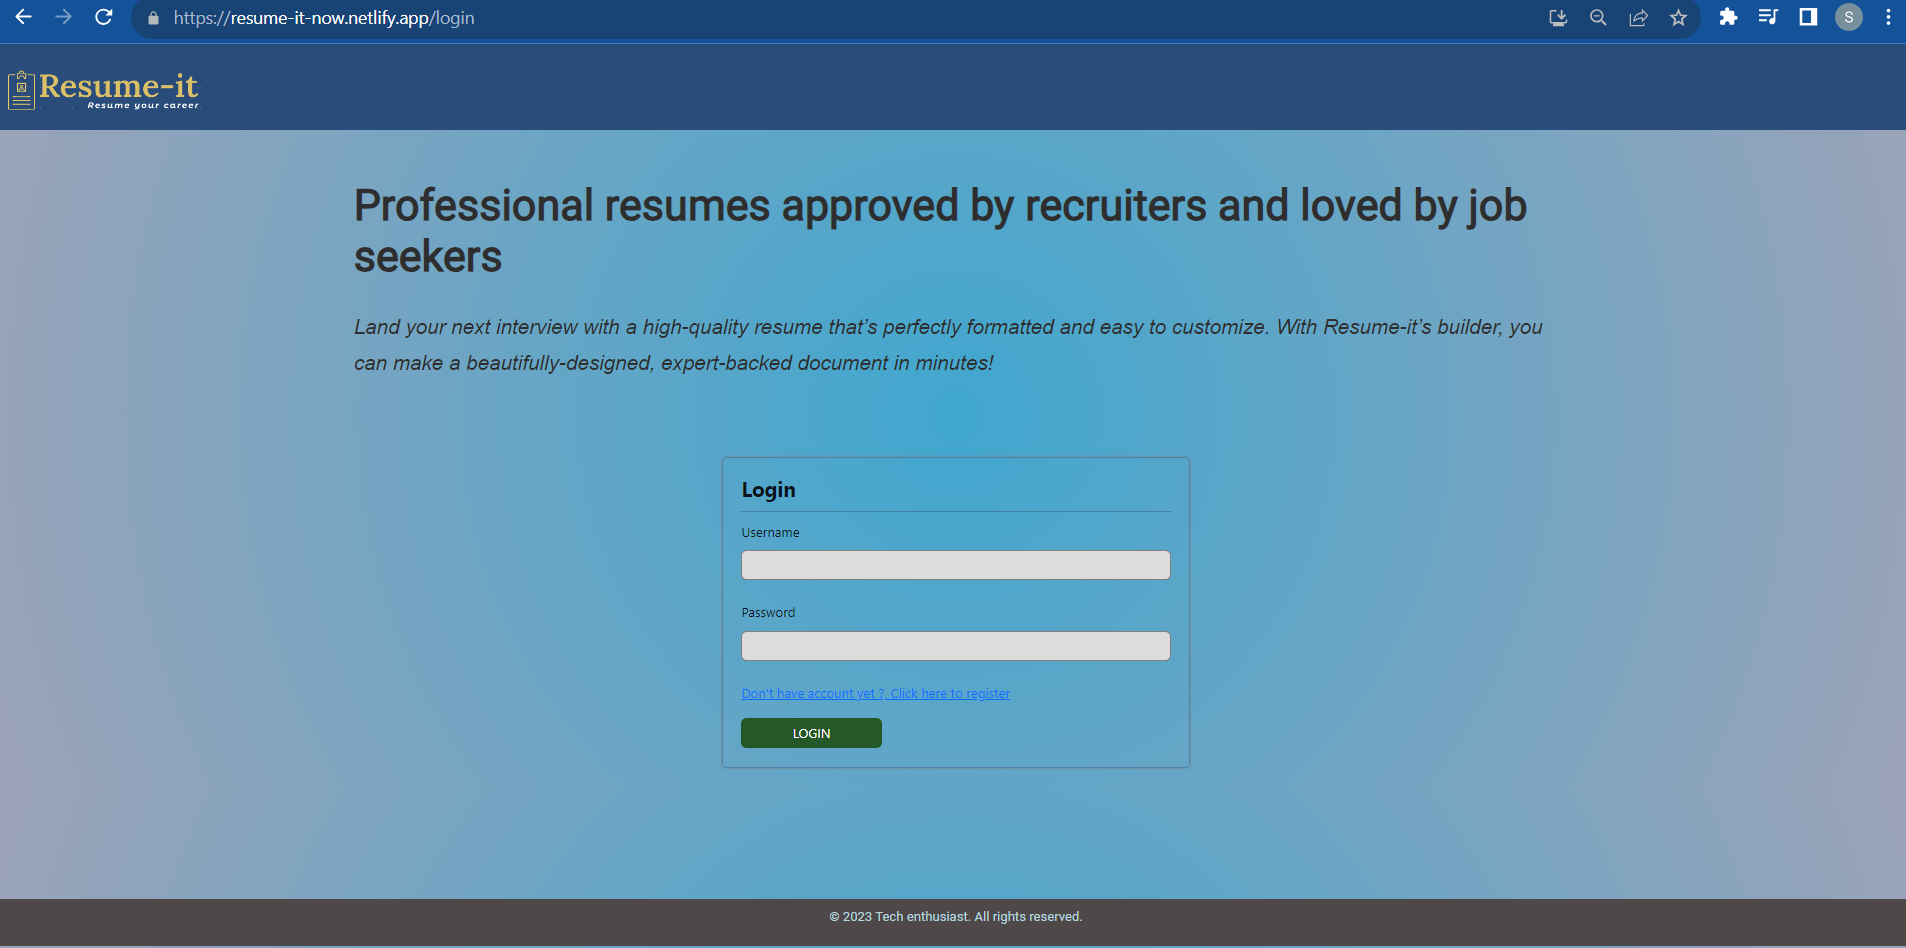 https://resume-it-now.netlify.app/login
S
Resume-it
Resume your career
Professional resumes approved by recruiters and loved by job
seekers
Land your next interview with a high-quality resume that’s perfectly formatted and easy to customize. With Resume-it’s builder, you
can make a beautifully-designed, expert-backed document in minutes!
Login
Username
Password
Don't have account yet ?, Click here to register
LOGIN
© 2023 Tech enthusiast. All rights reserved.